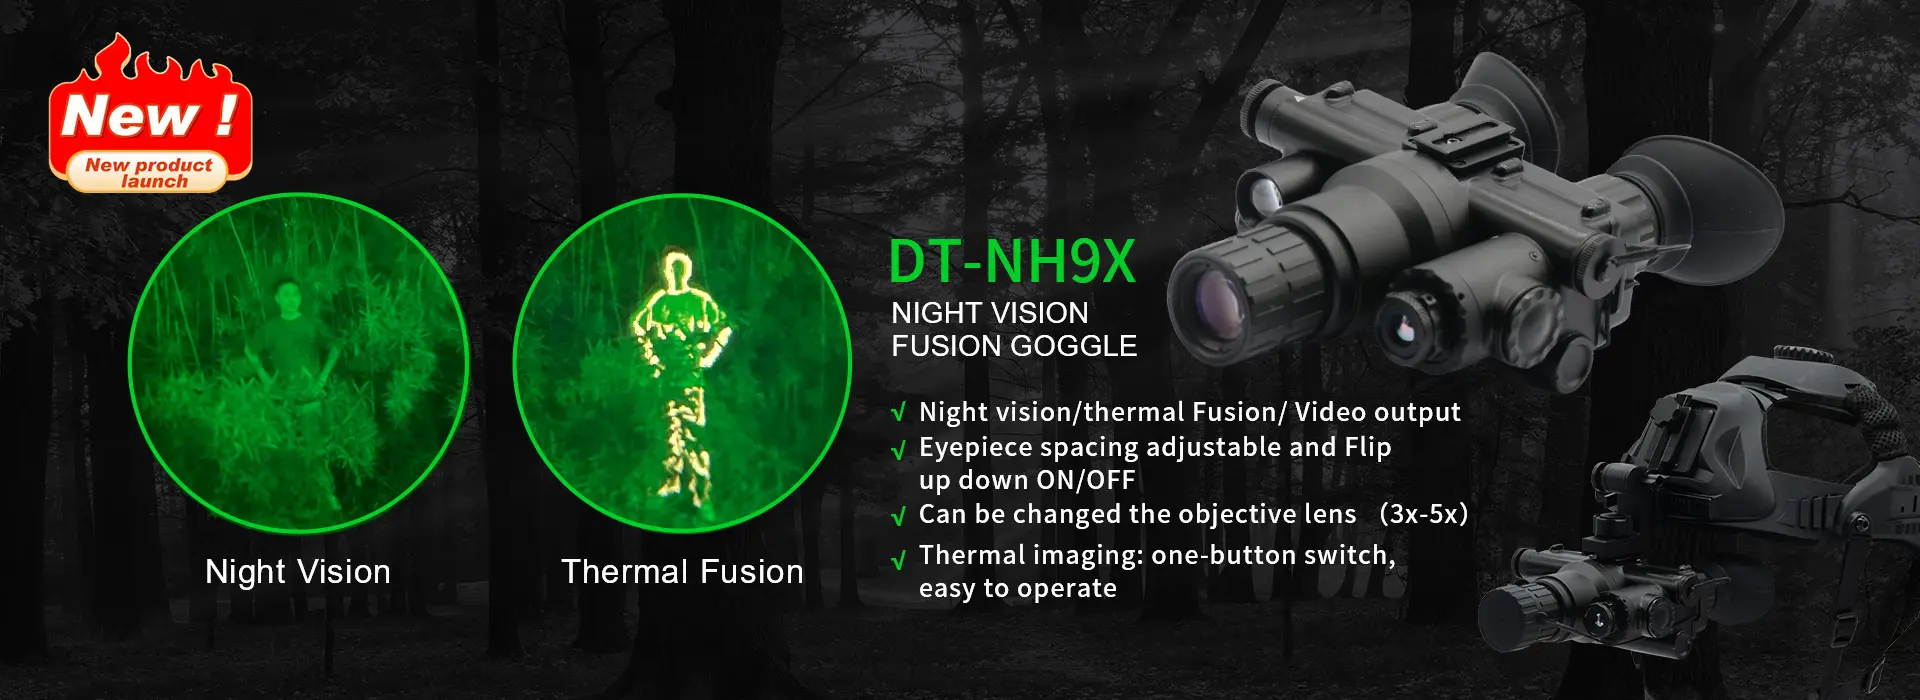 New !
New product
launch
Night Vision
Thermal Fusion
DT-NH9X
NIGHT VISION
FUSION GOGGLE
√ Night vision/thermal Fusion/ Video output
√ Eyepiece spacing adjustable and Flip
up down ON/OFF
√ Can be changed the objective lens （3x-5x）
√ Thermal imaging: one-button switch,
easy to operate